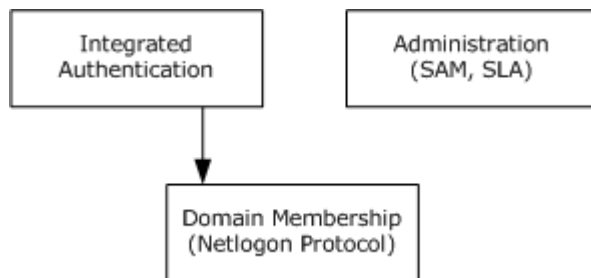 Integrated
Authentication
Administration
(SAM, SLA)
Domain Membership
(Netlogon Protocol)